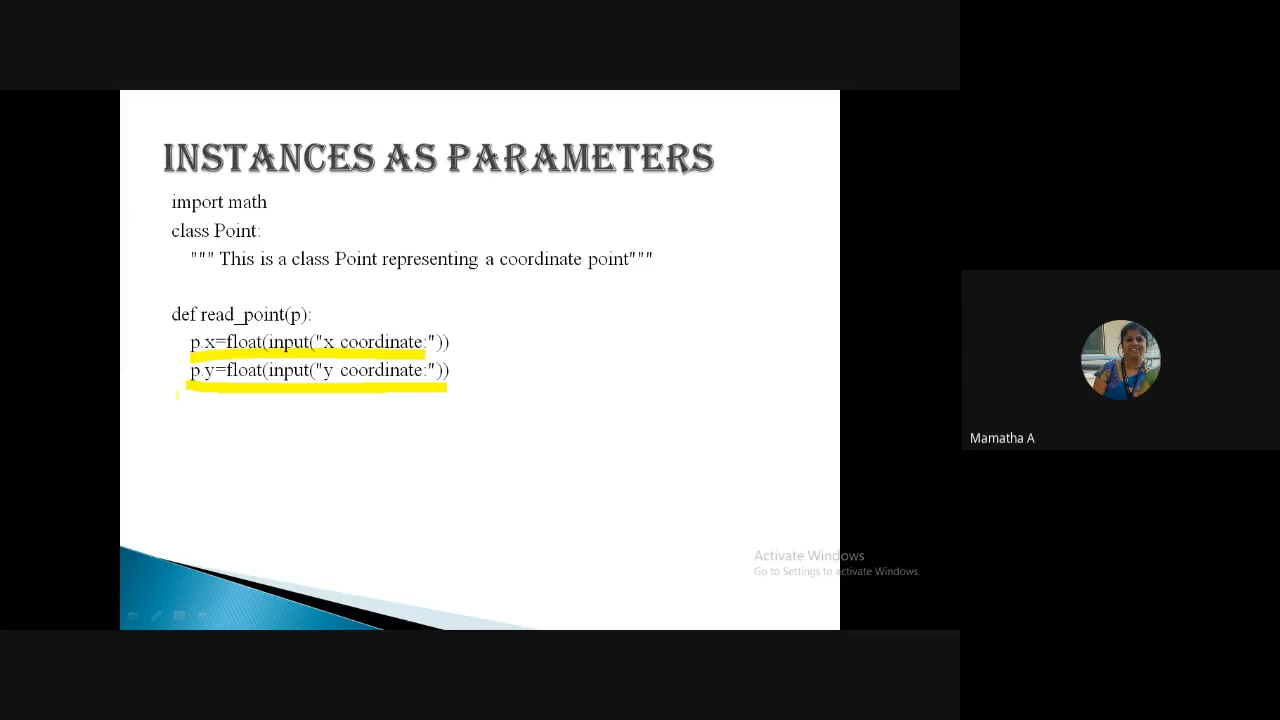 INSTANCES AS PARAMETERS
import math
class Point:
""" This is a class Point representing a coordinate point"""
def read_point(p):
p.x=float(input("x coordinate:"))
p.y=float(input("y coordinate:"))
Mamatha A
Activate Windows
Go to Settings to activate Windows.